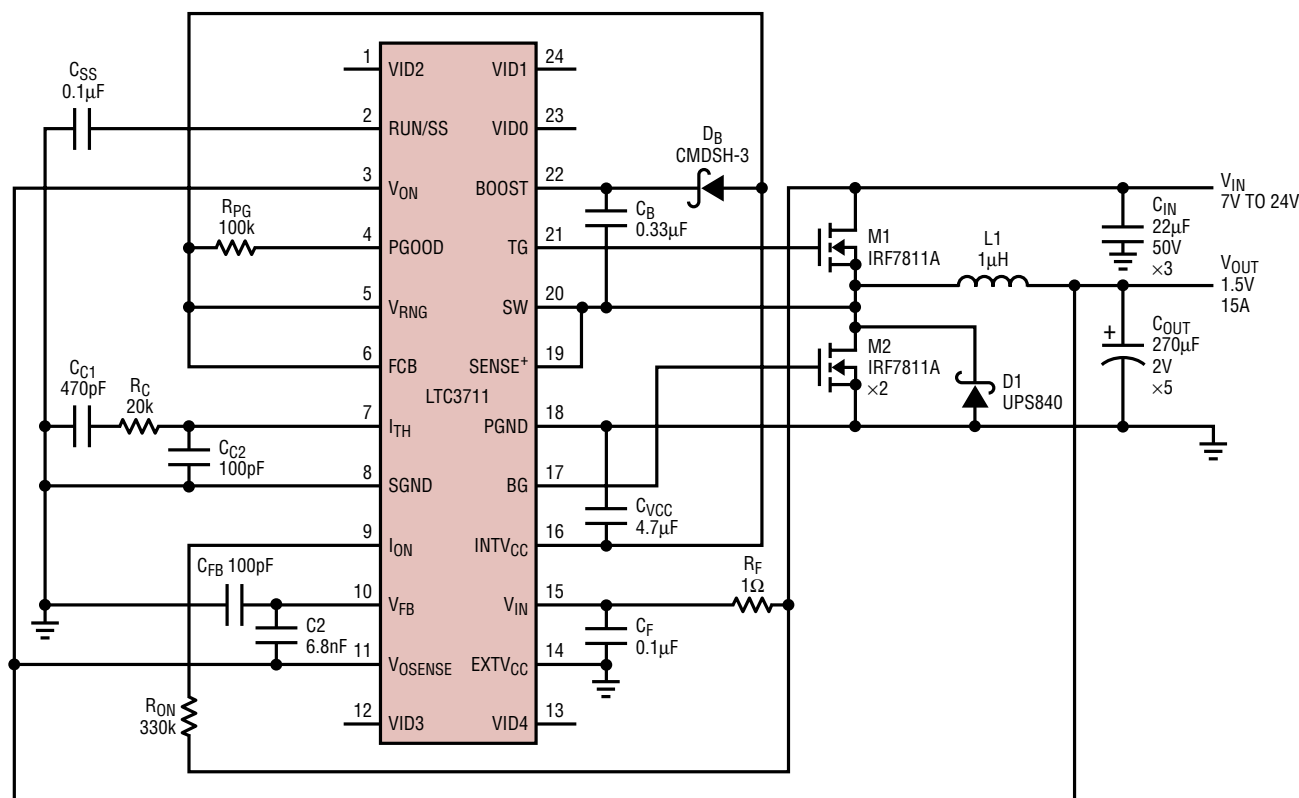 CSS
0.1µF
1
VID2
2
RUN/SS
3
VON
RPG
100k
4
PGOOD
5
VRNG
6
FCB
CC1
470pF
RC
20k
7
ITH
CC2
100pF
8
SGND
9
ION
CFB 100pF
10
VFB
C2
6.8nF
11
VOSENSE
RON
330k
12
VID3
LTC3711
24
VID1
23
VID0
22
BOOST
21
TG
20
SW
19
SENSE+
18
PGND
17
BG
16
INTVCC
15
VIN
14
EXTVCC
13
VID4
DB
CMDSH-3
CB
0.33µF
M1
IRF7811A
L1
1µH
M2
IRF7811A
×2
D1
UPS840
CVCC
4.7µF
RF
1Ω
CF
0.1µF
VIN
7V TO 24V
CIN
22µF
50V
×3
VOUT
1.5V
15A
+
COUT
270µF
2V
×5